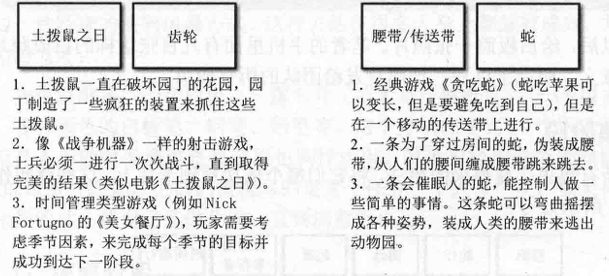 土拨鼠之日
齿轮
1．土拨鼠一直在破坏园丁的花园，园
丁制造了一些疯狂的装置来抓住这些
土拨鼠。
2．像《战争机器》一样的射击游戏，
士兵必须一进行一次次战斗，直到取得
完美的结果（类似电影《土拨鼠之日》）。
3．时间管理类型游戏（例如 Nick
Fortugno 的《美女餐厅》），玩家需要考
虑季节因素，来完成每个季节的目标并
成功到达下一阶段。
腰带/传送带
蛇
1．经典游戏《贪吃蛇》（蛇吃苹果可
以变长，但是要避免吃到自己），但是
在一个移动的传送带上进行。
2．一条为了穿过房间的蛇，伪装成腰
带，从人们的腰间缠成腰带跳来跳去。
3．一条会催眠人的蛇，能控制人做一
些简单的事情。这条蛇可以弯曲摇摆
成各种姿势，装成人类的腰带来逃出
动物园。